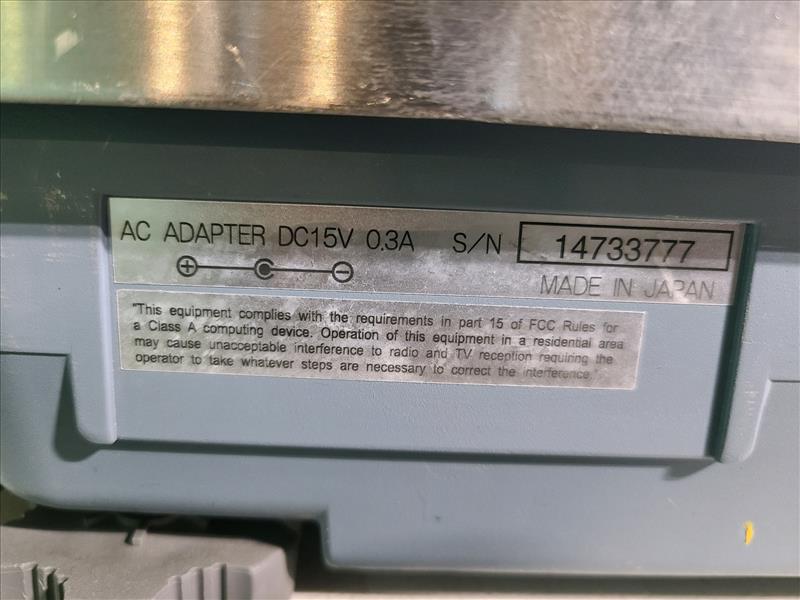 AC ADAPTER DC15V 0.3A S/N 14733777
MADE IN JAPAN
"This equipment complies with the requirements in part 15 of FCC Rules for
a Class A computing device. Operation of this equipment in a residential area
may cause unacceptable interference to radio and TV reception requiring the
operator to take whatever steps are necessary to correct the interference."